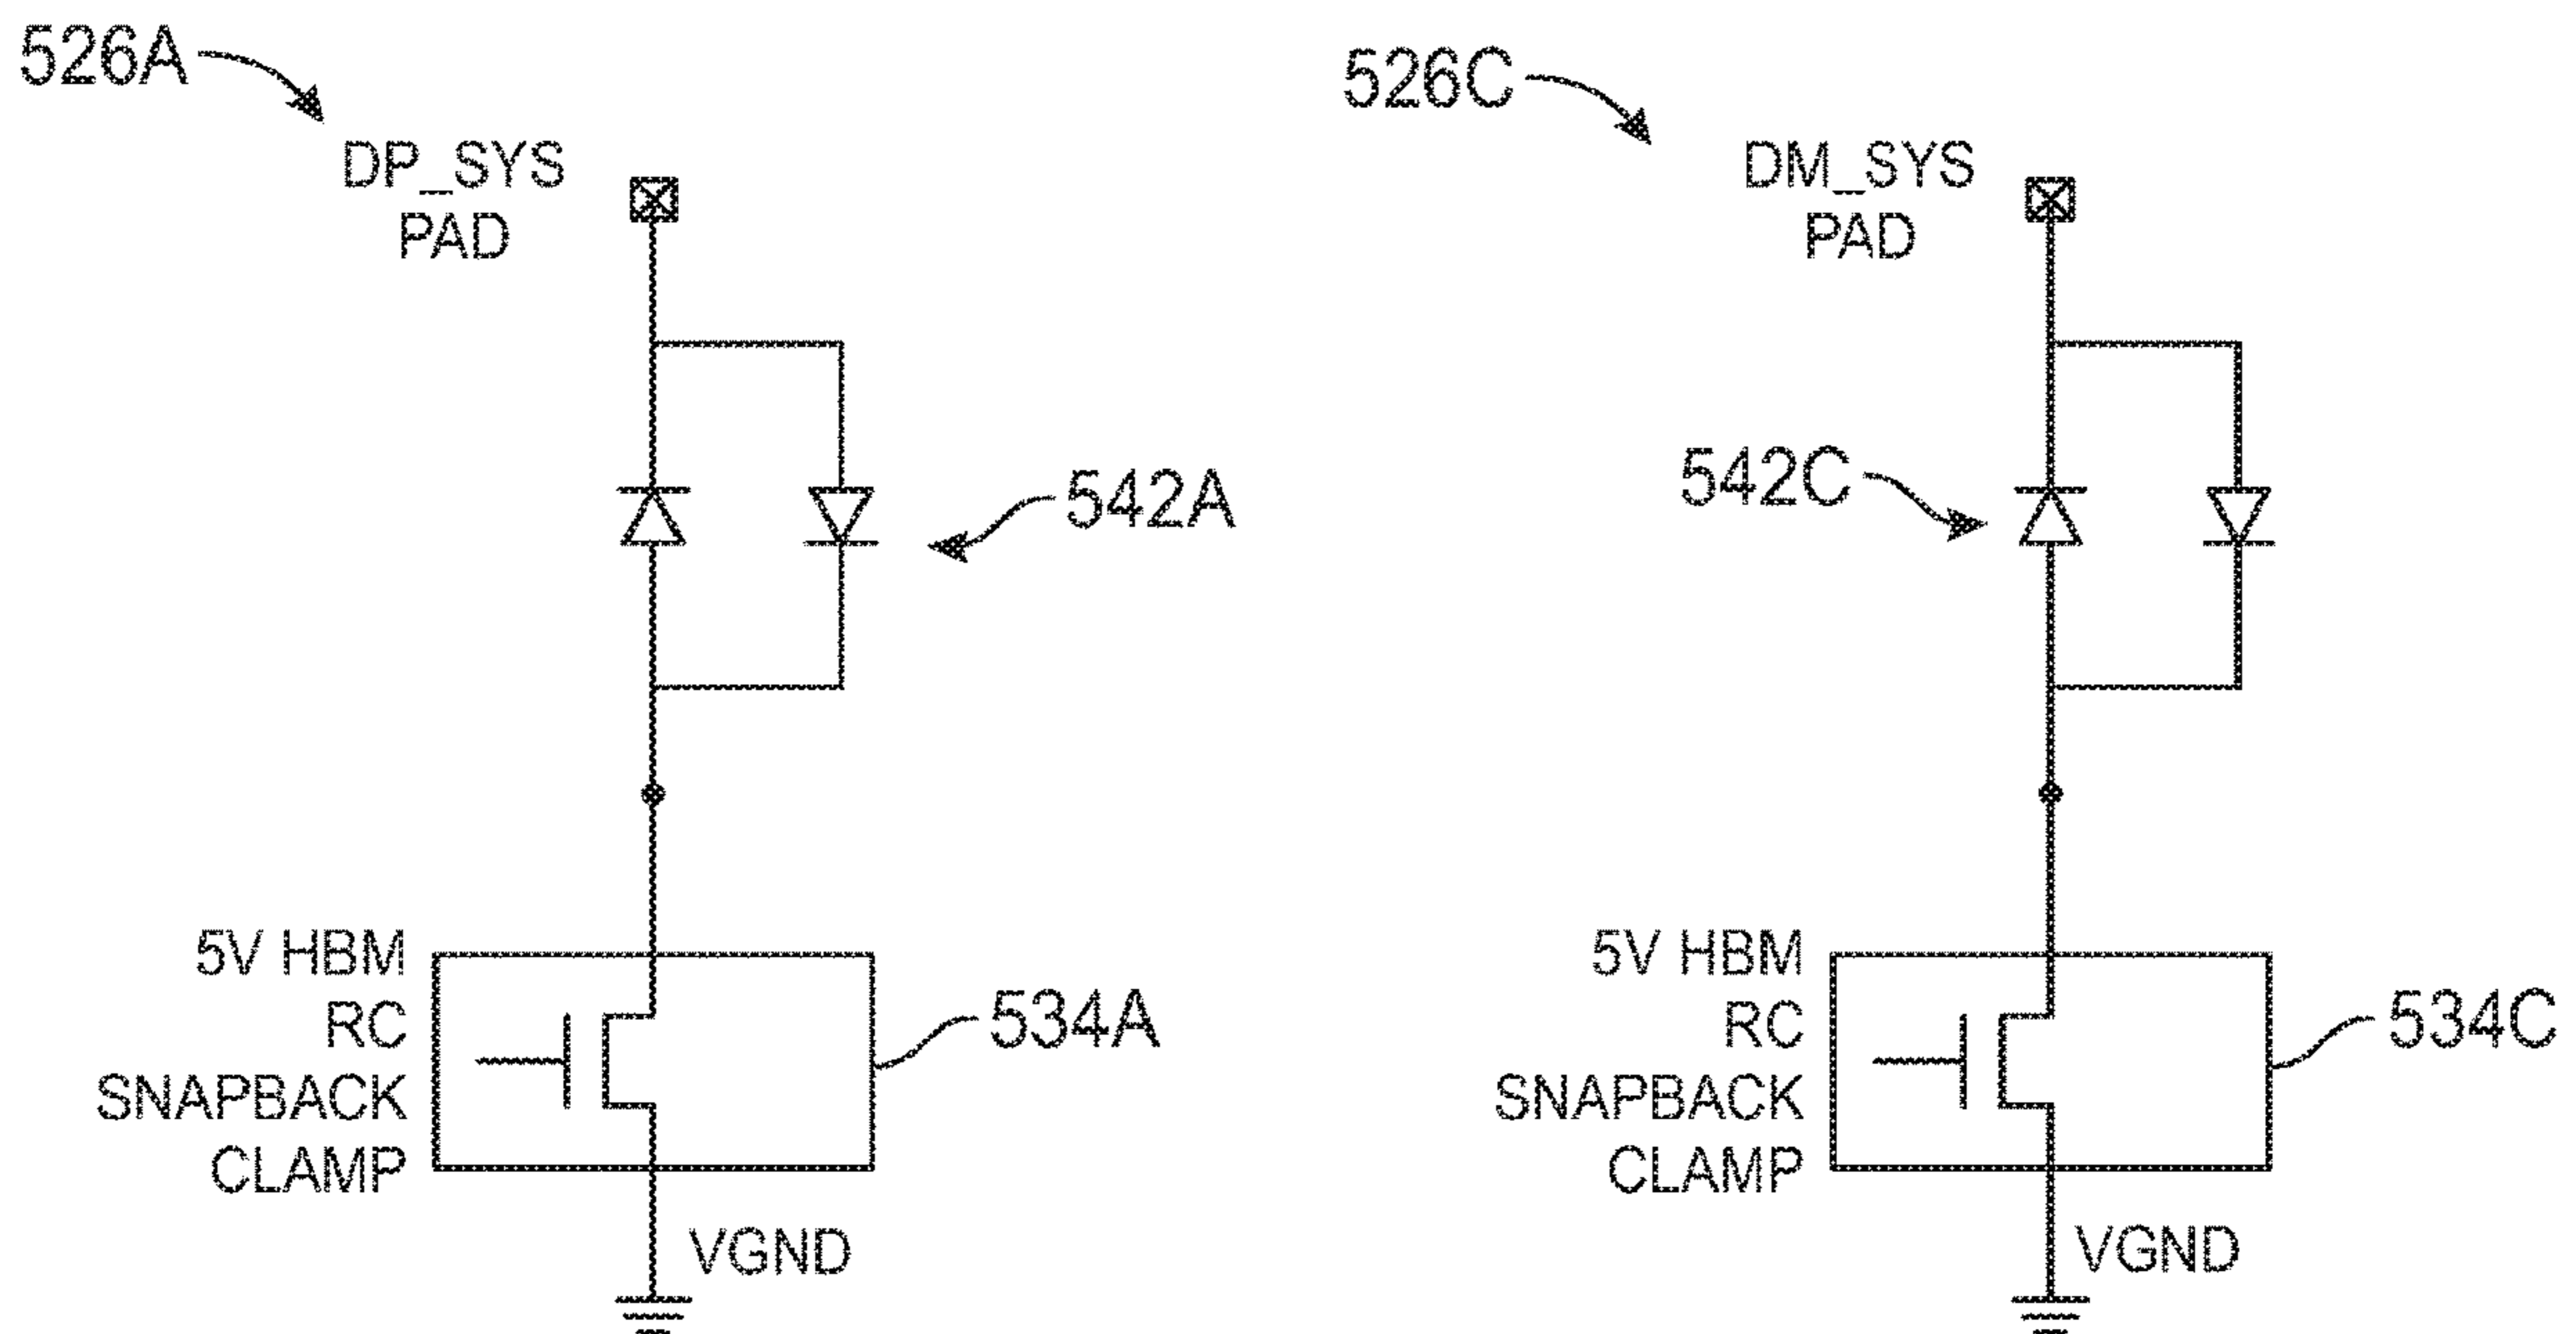 526A
DP_SYS
PAD
542A
5V HBM
RC
SNAPBACK
CLAMP
534A
VGND
526C
DM_SYS
PAD
542C
5V HBM
RC
SNAPBACK
CLAMP
534C
VGND